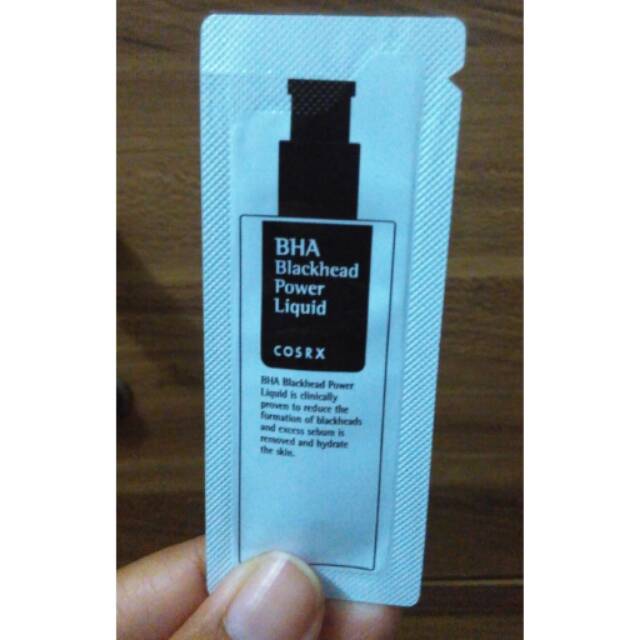 BHA
Blackhead
Power
Liquid
COSRX
BHA Blackhead Power
Liquid is clinically
proven to reduce the
formation of blackheads
and excess sebum is
removed and hydrate
the skin.